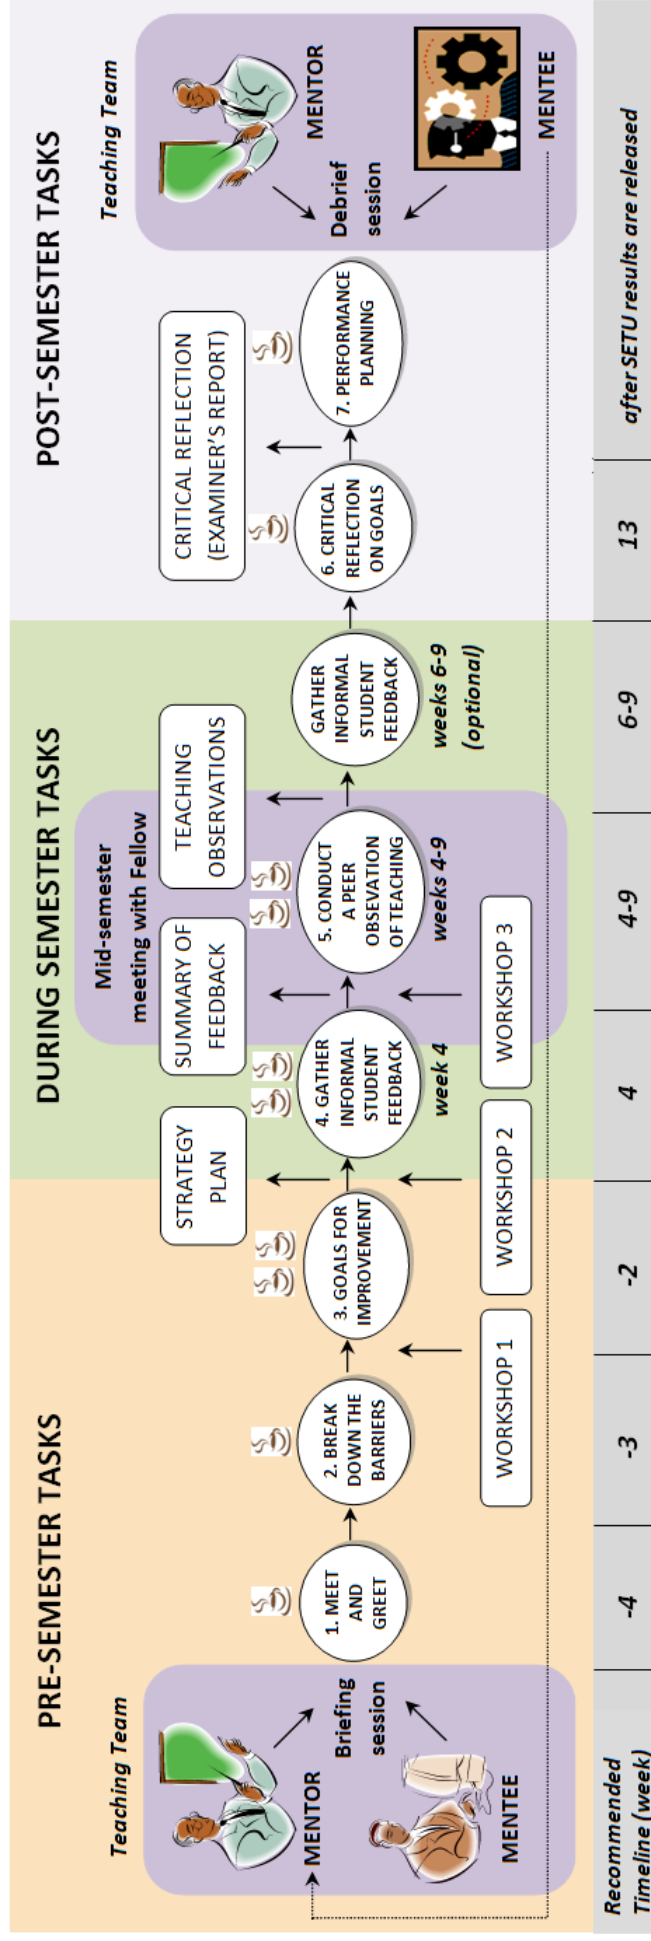 PRE-SEMESTER TASKS
DURING SEMESTER TASKS
POST-SEMESTER TASKS
Teaching Team
MENTOR
Briefing
session
MENTEE
1. MEET
AND
GREET
2. BREAK
DOWN THE
BARRIERS
3. GOALS FOR
IMPROVEMENT
STRATEGY
PLAN
4. GATHER
INFORMAL
STUDENT
FEEDBACK
week 4
Mid-semester
meeting with Fellow
SUMMARY OF
FEEDBACK
5. CONDUCT
A PEER
OBSEVATION
OF TEACHING
weeks 4-9
TEACHING
OBSERVATIONS
GATHER
INFORMAL
STUDENT
FEEDBACK
weeks 6-9
(optional)
6. CRITICAL
REFLECTION
ON GOALS
CRITICAL REFLECTION
(EXAMINER'S REPORT)
7. PERFORMANCE
PLANNING
Teaching Team
MENTOR
Debrief
session
MENTEE
WORKSHOP 1
WORKSHOP 2
WORKSHOP 3
Recommended
Timeline (week)
-4
-3
-2
4
4-9
6-9
13
after SETU results are released